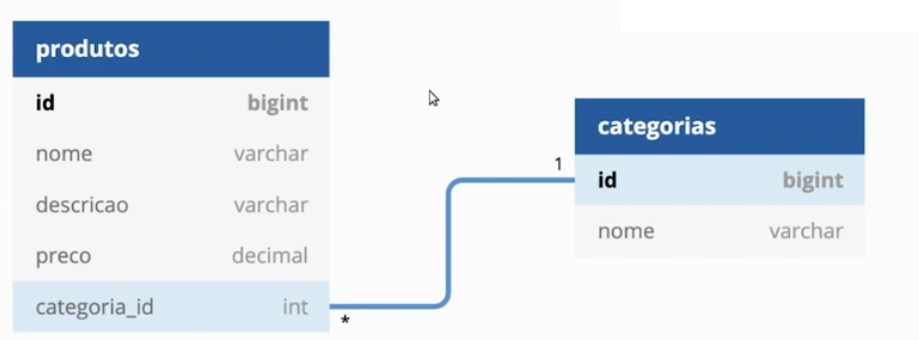 produtos
id bigint
nome varchar
descricao varchar
preco decimal
categoria_id int
*
1
categorias
id bigint
nome varchar